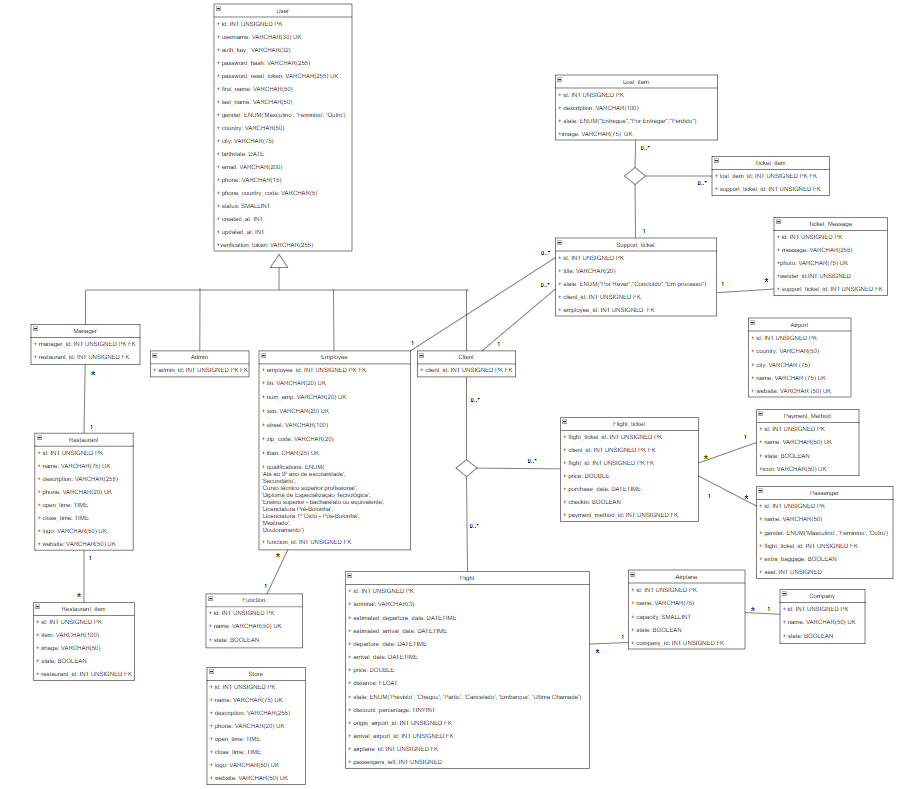 User
+ id: INT UNSIGNED PK
+ username: VARCHAR(30) UK
+ auth_key: VARCHAR(32)
+ password_hash: VARCHAR(255)
+ password_reset_token: VARCHAR(255) UK
+ first_name: VARCHAR(50)
+ last_name: VARCHAR(50)
+ gender: ENUM('Masculino', 'Feminino', 'Outro')
+ country: VARCHAR(50)
+ city: VARCHAR(75)
+ birthdate: DATE
+ email: VARCHAR(200)
+ phone: VARCHAR(15)
+ phone_country_code: VARCHAR(5)
+ status: SMALLINT
+ created_at: INT
+ updated_at: INT
+verification_token: VARCHAR(255)
Lost_item
+ id: INT UNSIGNED PK
+ description: VARCHAR(100)
+ state: ENUM("Entregue","Por Entregar","Perdido")
+image: VARCHAR(75) UK
0..*
Ticket_item
+ lost_item_id: INT UNSIGNED PK FK
+ support_ticket_id: INT UNSIGNED FK
0..*
1
Support_ticket
+ id: INT UNSIGNED PK
+ title: VARCHAR(20)
+ state: ENUM("Por Rever","Concluido","Em processo")
+ client_id: INT UNSIGNED FK
+ employee_id: INT UNSIGNED FK
0..*
0..*
1
*
Ticket_Message
+ id: INT UNSIGNED PK
+ message: VARCHAR(255)
+photo: VARCHAR(75) UK
+sender_id:INT UNSIGNED
+ support_ticket_id: INT UNSIGNED FK
Manager
+ manager_id: INT UNSIGNED PK FK
+ restaurant_id: INT UNSIGNED FK
*
1
Admin
+ admin_id: INT UNSIGNED PK FK
Employee
+ employee_id: INT UNSIGNED PK FK
+ tin: VARCHAR(20) UK
+ num_emp: VARCHAR(20) UK
+ ssn: VARCHAR(20) UK
+ street: VARCHAR(100)
+ zip_code: VARCHAR(20)
+ iban: CHAR(25) UK
+ qualifications: ENUM(
'Até ao 9º ano de escolaridade',
'Secundário',
'Curso técnico superior profissional',
'Diploma de Especialização Tecnológica',
'Ensino superior - bacharelato ou equivalente',
'Licenciatura Pré-Bolonha',
'Licenciatura 1º Ciclo - Pós-Bolonha',
'Mestrado',
'Doutoramento')
+ function_id: INT UNSIGNED FK
1
*
1
Client
+ client_id: INT UNSIGNED PK FK
1
0..*
0..*
0..*
Airport
+ id: INT UNSIGNED PK
+ country: VARCHAR(50)
+ city: VARCHAR (75)
+ name: VARCHAR (75) UK
+ website: VARCHAR (50) UK
Restaurant
+ id: INT UNSIGNED PK
+ name: VARCHAR(75) UK
+ description: VARCHAR(255)
+ phone: VARCHAR(20) UK
+ open_time: TIME
+ close_time: TIME
+ logo: VARCHAR(50) UK
+ website: VARCHAR(50) UK
1
*
Flight_ticket
+ flight_ticket_id: INT UNSIGNED PK
+ client_id: INT UNSIGNED PK FK
+ flight_id: INT UNSIGNED PK FK
+ price: DOUBLE
+ purchase_date: DATETIME
+ checkin: BOOLEAN
+ payment_method_id: INT UNSIGNED FK
*
1
1
*
Payment_Method
+ id: INT UNSIGNED PK
+ name: VARCHAR(50) UK
+ state: BOOLEAN
+icon: VARCHAR(50) UK
Passenger
+ id: INT UNSIGNED PK
+ name: VARCHAR(50)
+ gender: ENUM('Masculino', 'Feminino', 'Outro')
+ flight_ticket_id: INT UNSIGNED FK
+ extra_baggage: BOOLEAN
+ seat: INT UNSIGNED
Restaurant_item
+ id: INT UNSIGNED PK
+ item: VARCHAR(100)
+ image: VARCHAR(50)
+ state: BOOLEAN
+ restaurant_id: INT UNSIGNED FK
Function
+ id: INT UNSIGNED PK
+ name: VARCHAR(50) UK
+ state: BOOLEAN
Store
+ id: INT UNSIGNED PK
+ name: VARCHAR(75) UK
+ description: VARCHAR(255)
+ phone: VARCHAR(20) UK
+ open_time: TIME
+ close_time: TIME
+ logo: VARCHAR(50) UK
+ website: VARCHAR(50) UK
Flight
+ id: INT UNSIGNED PK
+ terminal: VARCHAR(3)
+ estimated_departure_date: DATETIME
+ estimated_arrival_date: DATETIME
+ departure_date: DATETIME
+ arrival_date: DATETIME
+ price: DOUBLE
+ distance: FLOAT
+ state: ENUM('Previsto', 'Chegou', 'Partiu', 'Cancelado', 'Embarque', 'Ultima Chamada')
+ discount_percentage: TINYINT
+ origin_airport_id: INT UNSIGNED FK
+ arrival_airport_id: INT UNSIGNED FK
+ airplane_id: INT UNSIGNED FK
+ passengers_left: INT UNSIGNED
*
1
Airplane
+ id: INT UNSIGNED PK
+ name: VARCHAR(75)
+ capacity: SMALLINT
+ state: BOOLEAN
+ company_id: INT UNSIGNED FK
*
1
Company
+ id: INT UNSIGNED PK
+ name: VARCHAR(50) UK
+ state: BOOLEAN